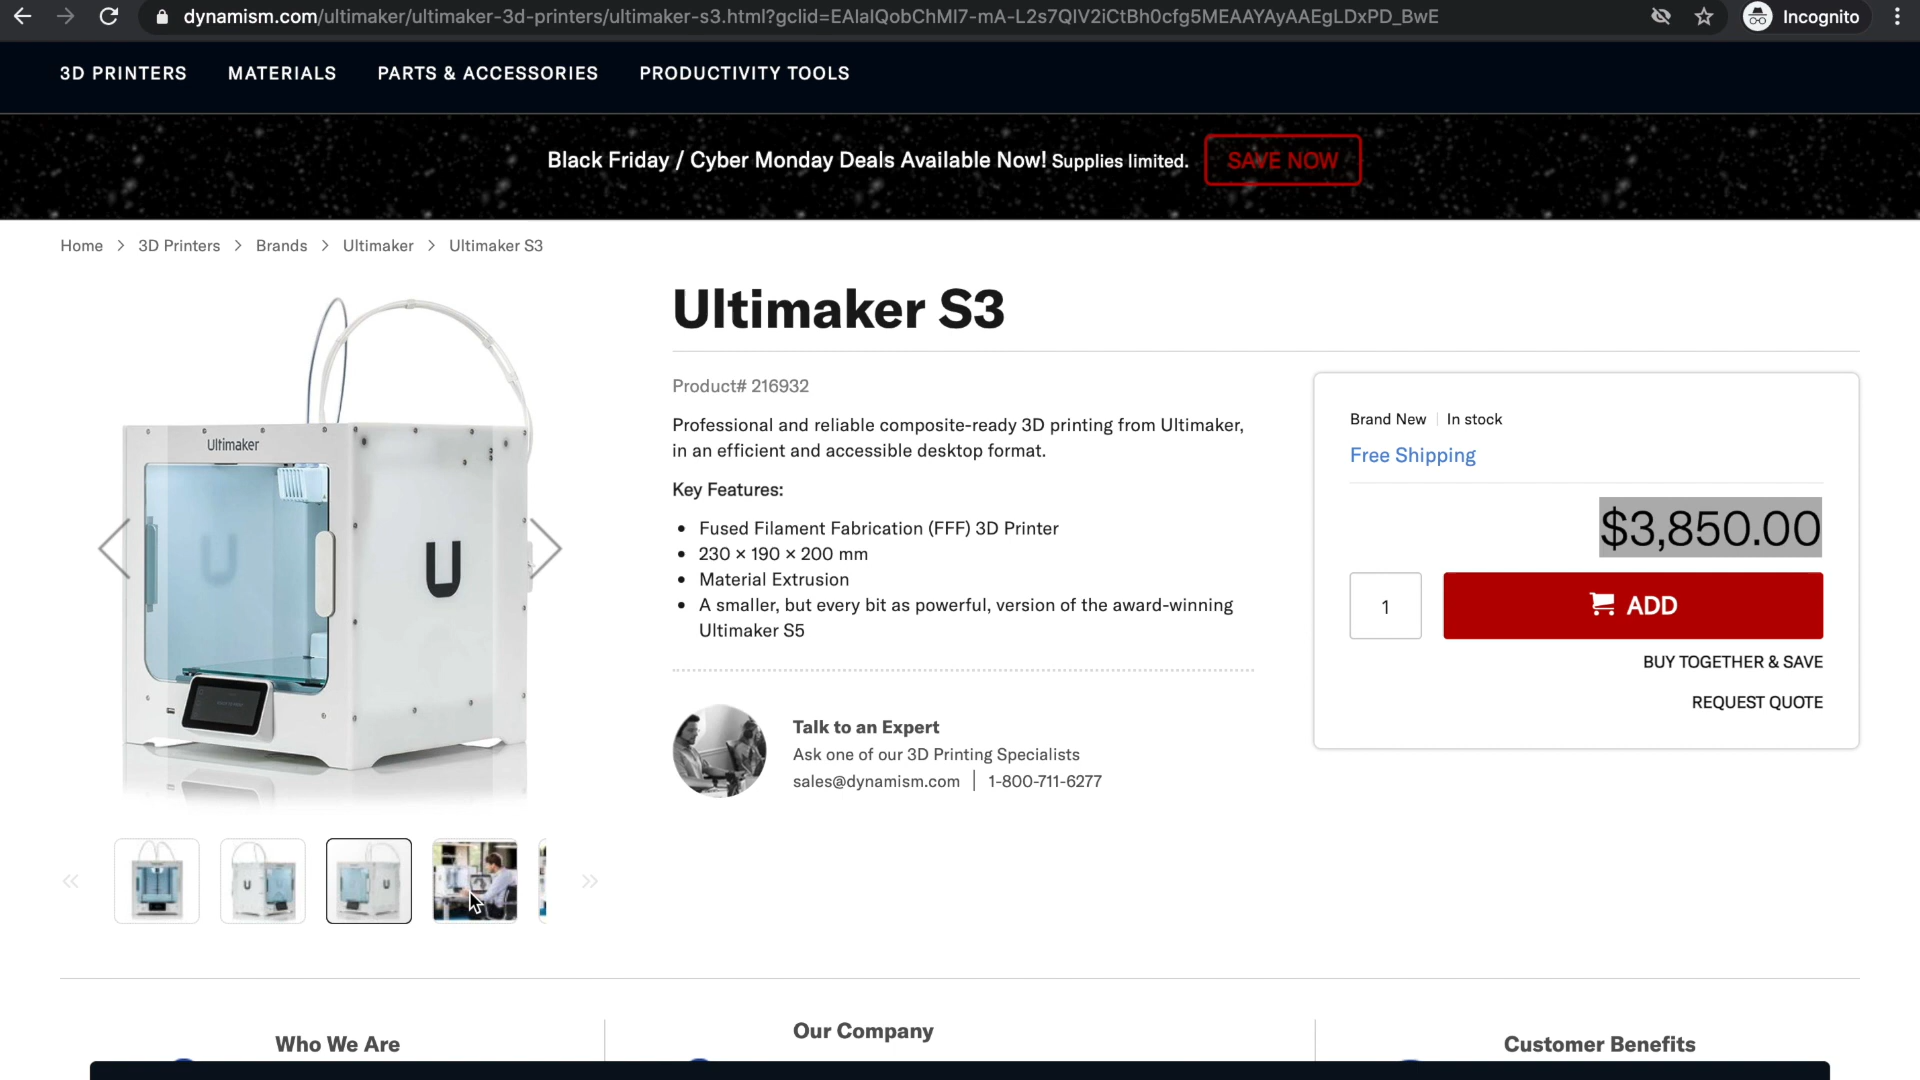 dynamism.com/ultimaker/ultimaker-3d-printers/ultimaker-s3.html?gclid=EAIaIQobChMI7-mA-L2s7QIV2iCtBh0cfg5MEAAYAyAAEgLDxPD_BwE
Incognito
3D PRINTERS MATERIALS PARTS & ACCESSORIES PRODUCTIVITY TOOLS
Black Friday / Cyber Monday Deals Available Now! Supplies limited. SAVE NOW
Home > 3D Printers > Brands > Ultimaker > Ultimaker S3
Ultimaker S3
Product# 216932
Professional and reliable composite-ready 3D printing from Ultimaker,
in an efficient and accessible desktop format.
Key Features:
• Fused Filament Fabrication (FFF) 3D Printer
• 230 × 190 × 200 mm
• Material Extrusion
• A smaller, but every bit as powerful, version of the award-winning
Ultimaker S5
Talk to an Expert
Ask one of our 3D Printing Specialists
sales@dynamism.com | 1-800-711-6277
Brand New | In stock
Free Shipping
$3,850.00
1
ADD
BUY TOGETHER & SAVE
REQUEST QUOTE
Ultimaker
U
Who We Are
Our Company
Customer Benefits